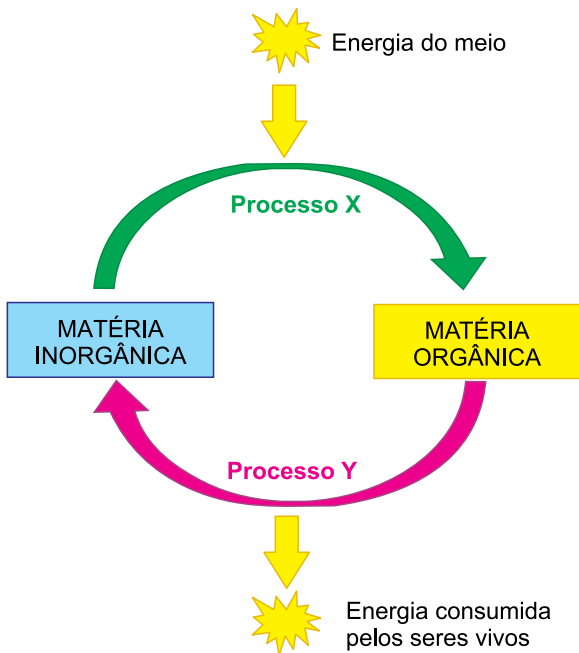 Energia do meio
Processo X
MATÉRIA
INORGÂNICA
MATÉRIA
ORGÂNICA
Processo Y
Energia consumida
pelos seres vivos